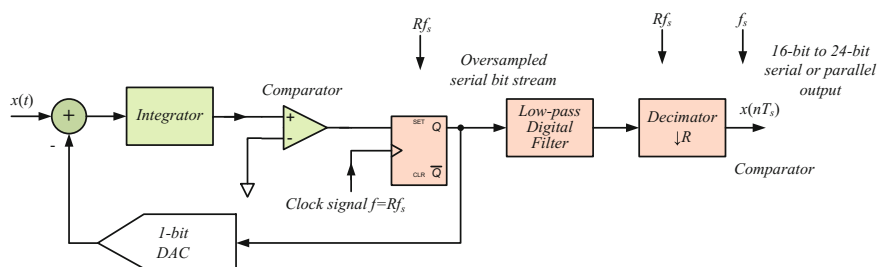 Rfs
Rfs
fs
Oversampled
serial bit stream
16-bit to 24-bit
serial or parallel
output
x(t)
+
-
Integrator
Comparator
+
-
SET
Q
CLR
Q
Clock signal f=Rfs
Low-pass
Digital
Filter
Decimator
↓R
x(nTs)
Comparator
1-bit
DAC